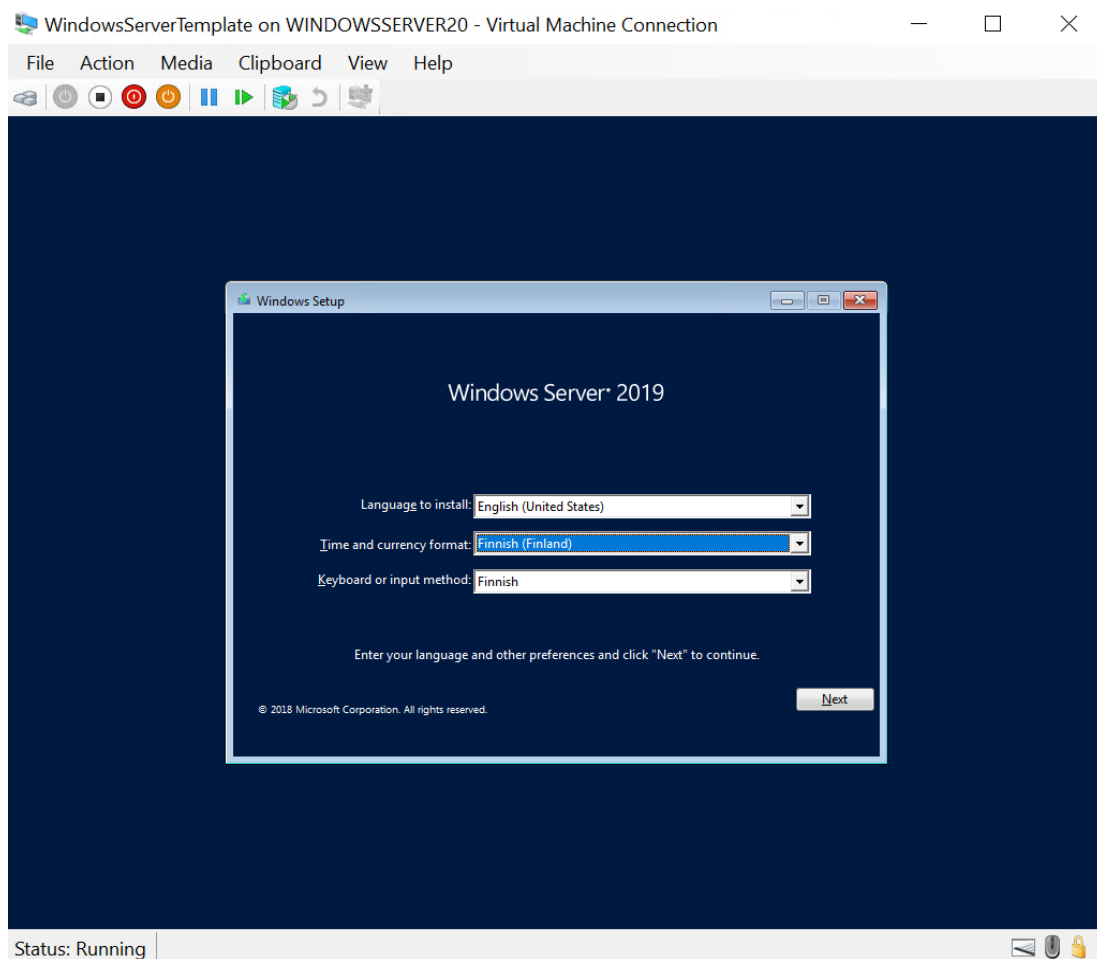 WindowsServerTemplate on WINDOWSSERVER20 - Virtual Machine Connection
File Action Media Clipboard View Help
Windows Setup
Windows Server® 2019
Language to install: English (United States)
Time and currency format: Finnish (Finland)
Keyboard or input method: Finnish
Enter your language and other preferences and click "Next" to continue.
Next
© 2018 Microsoft Corporation. All rights reserved.
Status: Running